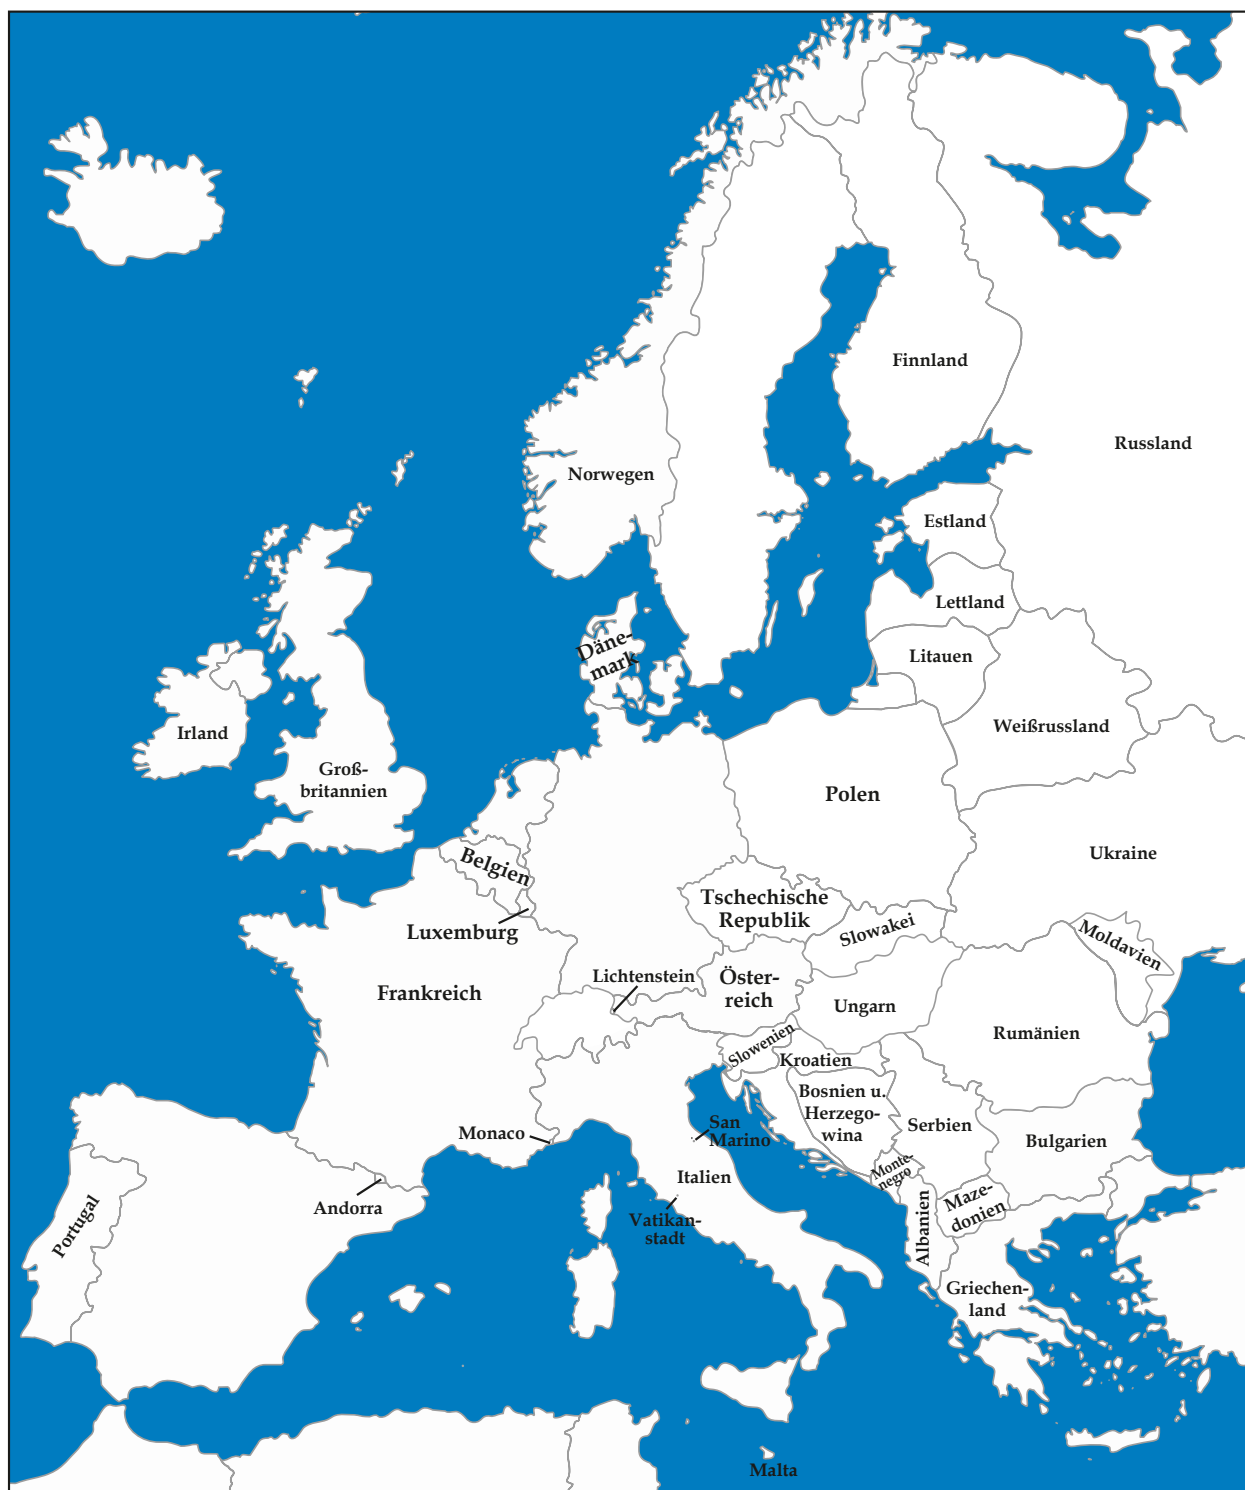 Finnland
Russland
Norwegen
Estland
Lettland
Däne-
mark
Litauen
Irland
Weißrussland
Groß-
britannien
Polen
Ukraine
Belgien
Tschechische
Republik
Luxemburg
Slowakei
Moldavien
Lichtenstein
Öster-
reich
Frankreich
Ungarn
Rumänien
Slowenien
Kroatien
Bosnien u.
Herzego-
wina
San
Marino
Serbien
Monaco
Bulgarien
Italien
Monte-
negro
Andorra
Portugal
Vatikan-
stadt
Albanien
Maze-
donien
Griechen-
land
Malta